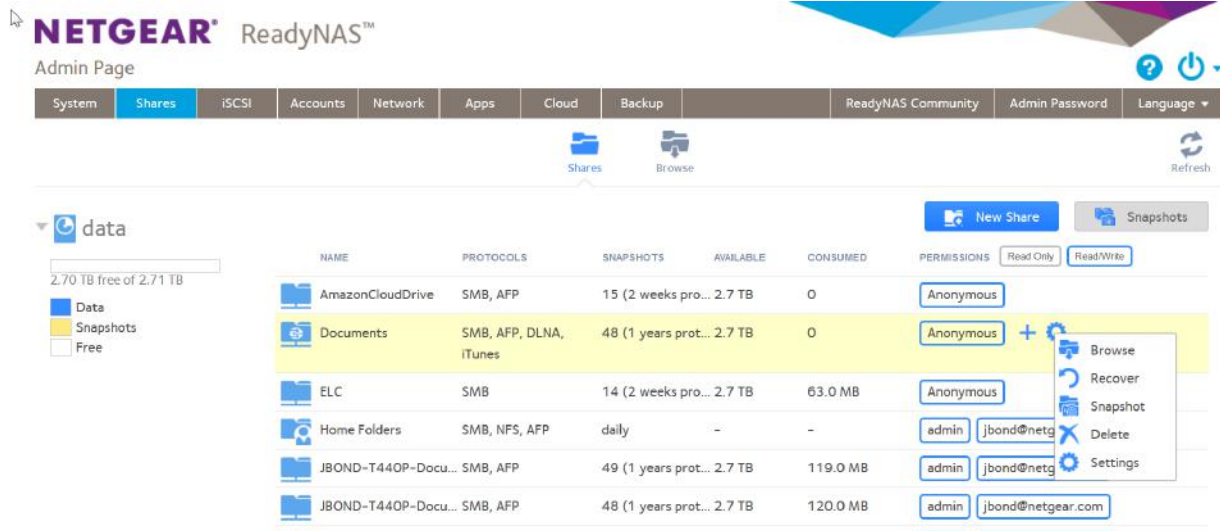 NETGEAR® ReadyNAS™
Admin Page
System Shares iSCSI Accounts Network Apps Cloud Backup ReadyNAS Community Admin Password Language
Shares Browse Refresh
data
New Share Snapshots
2.70 TB free of 2.71 TB
Data
Snapshots
Free
NAME PROTOCOLS SNAPSHOTS AVAILABLE CONSUMED PERMISSIONS Read Only Read/Write
AmazonCloudDrive SMB, AFP 15 (2 weeks pro... 2.7 TB 0 Anonymous
Documents SMB, AFP, DLNA, 48 (1 years prot... 2.7 TB 0 Anonymous
iTunes
ELC SMB 14 (2 weeks pro... 2.7 TB 63.0 MB Anonymous
Home Folders SMB, NFS, AFP daily - - admin jbond@netg
JBOND-T440P-Docu... SMB, AFP 49 (1 years prot... 2.7 TB 119.0 MB admin jbond@netg
JBOND-T440P-Docu... SMB, AFP 48 (1 years prot... 2.7 TB 120.0 MB admin jbond@netgear.com
Browse
Recover
Snapshot
Delete
Settings